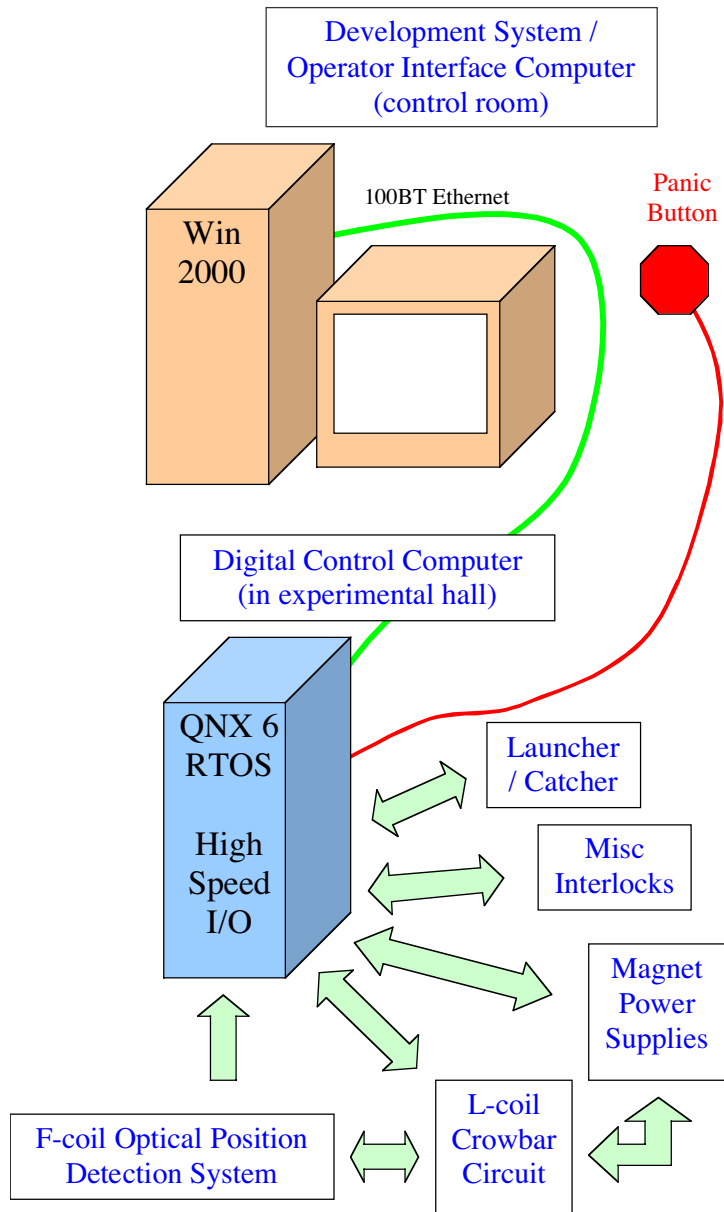 Development System /
Operator Interface Computer
(control room)
100BT Ethernet
Panic
Button
Win
2000
Digital Control Computer
(in experimental hall)
QNX 6
RTOS
High
Speed
I/O
Launcher
/ Catcher
Misc
Interlocks
Magnet
Power
Supplies
F-coil Optical Position
Detection System
L-coil
Crowbar
Circuit